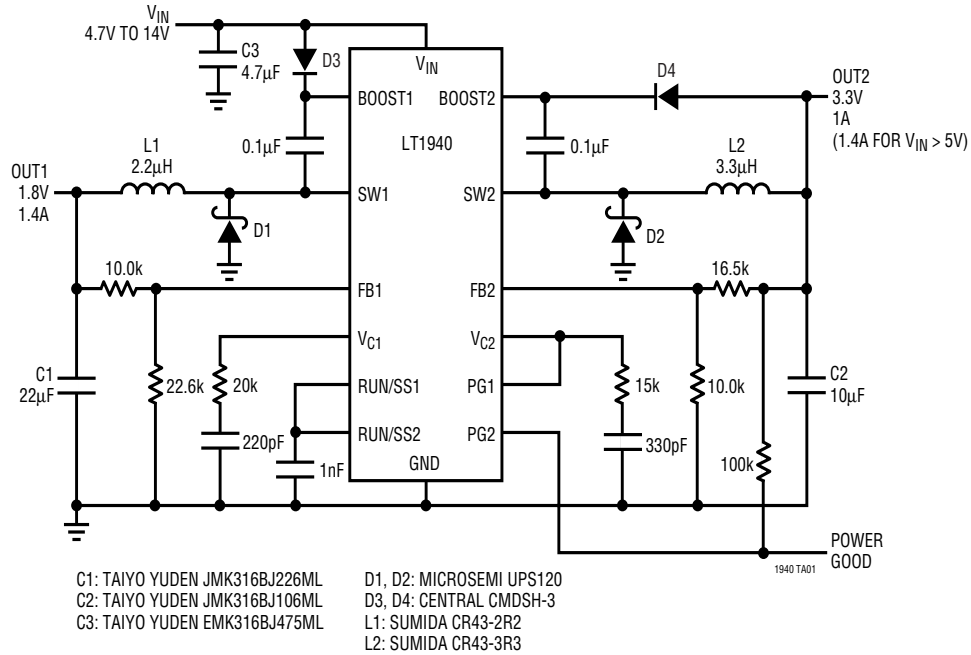 V_IN
4.7V TO 14V
C3
4.7µF
D3
V_IN
BOOST1
BOOST2
LT1940
D4
OUT2
3.3V
1A
(1.4A FOR V_IN > 5V)
0.1µF
0.1µF
L1
2.2µH
L2
3.3µH
OUT1
1.8V
1.4A
SW1
SW2
D1
D2
10.0k
16.5k
FB1
FB2
V_C1
V_C2
C1
22µF
22.6k
20k
RUN/SS1
PG1
15k
10.0k
C2
10µF
RUN/SS2
PG2
220pF
1nF
GND
330pF
100k
POWER
GOOD
1940 TA01
C1: TAIYO YUDEN JMK316BJ226ML
C2: TAIYO YUDEN JMK316BJ106ML
C3: TAIYO YUDEN EMK316BJ475ML
D1, D2: MICROSEMI UPS120
D3, D4: CENTRAL CMDSH-3
L1: SUMIDA CR43-2R2
L2: SUMIDA CR43-3R3